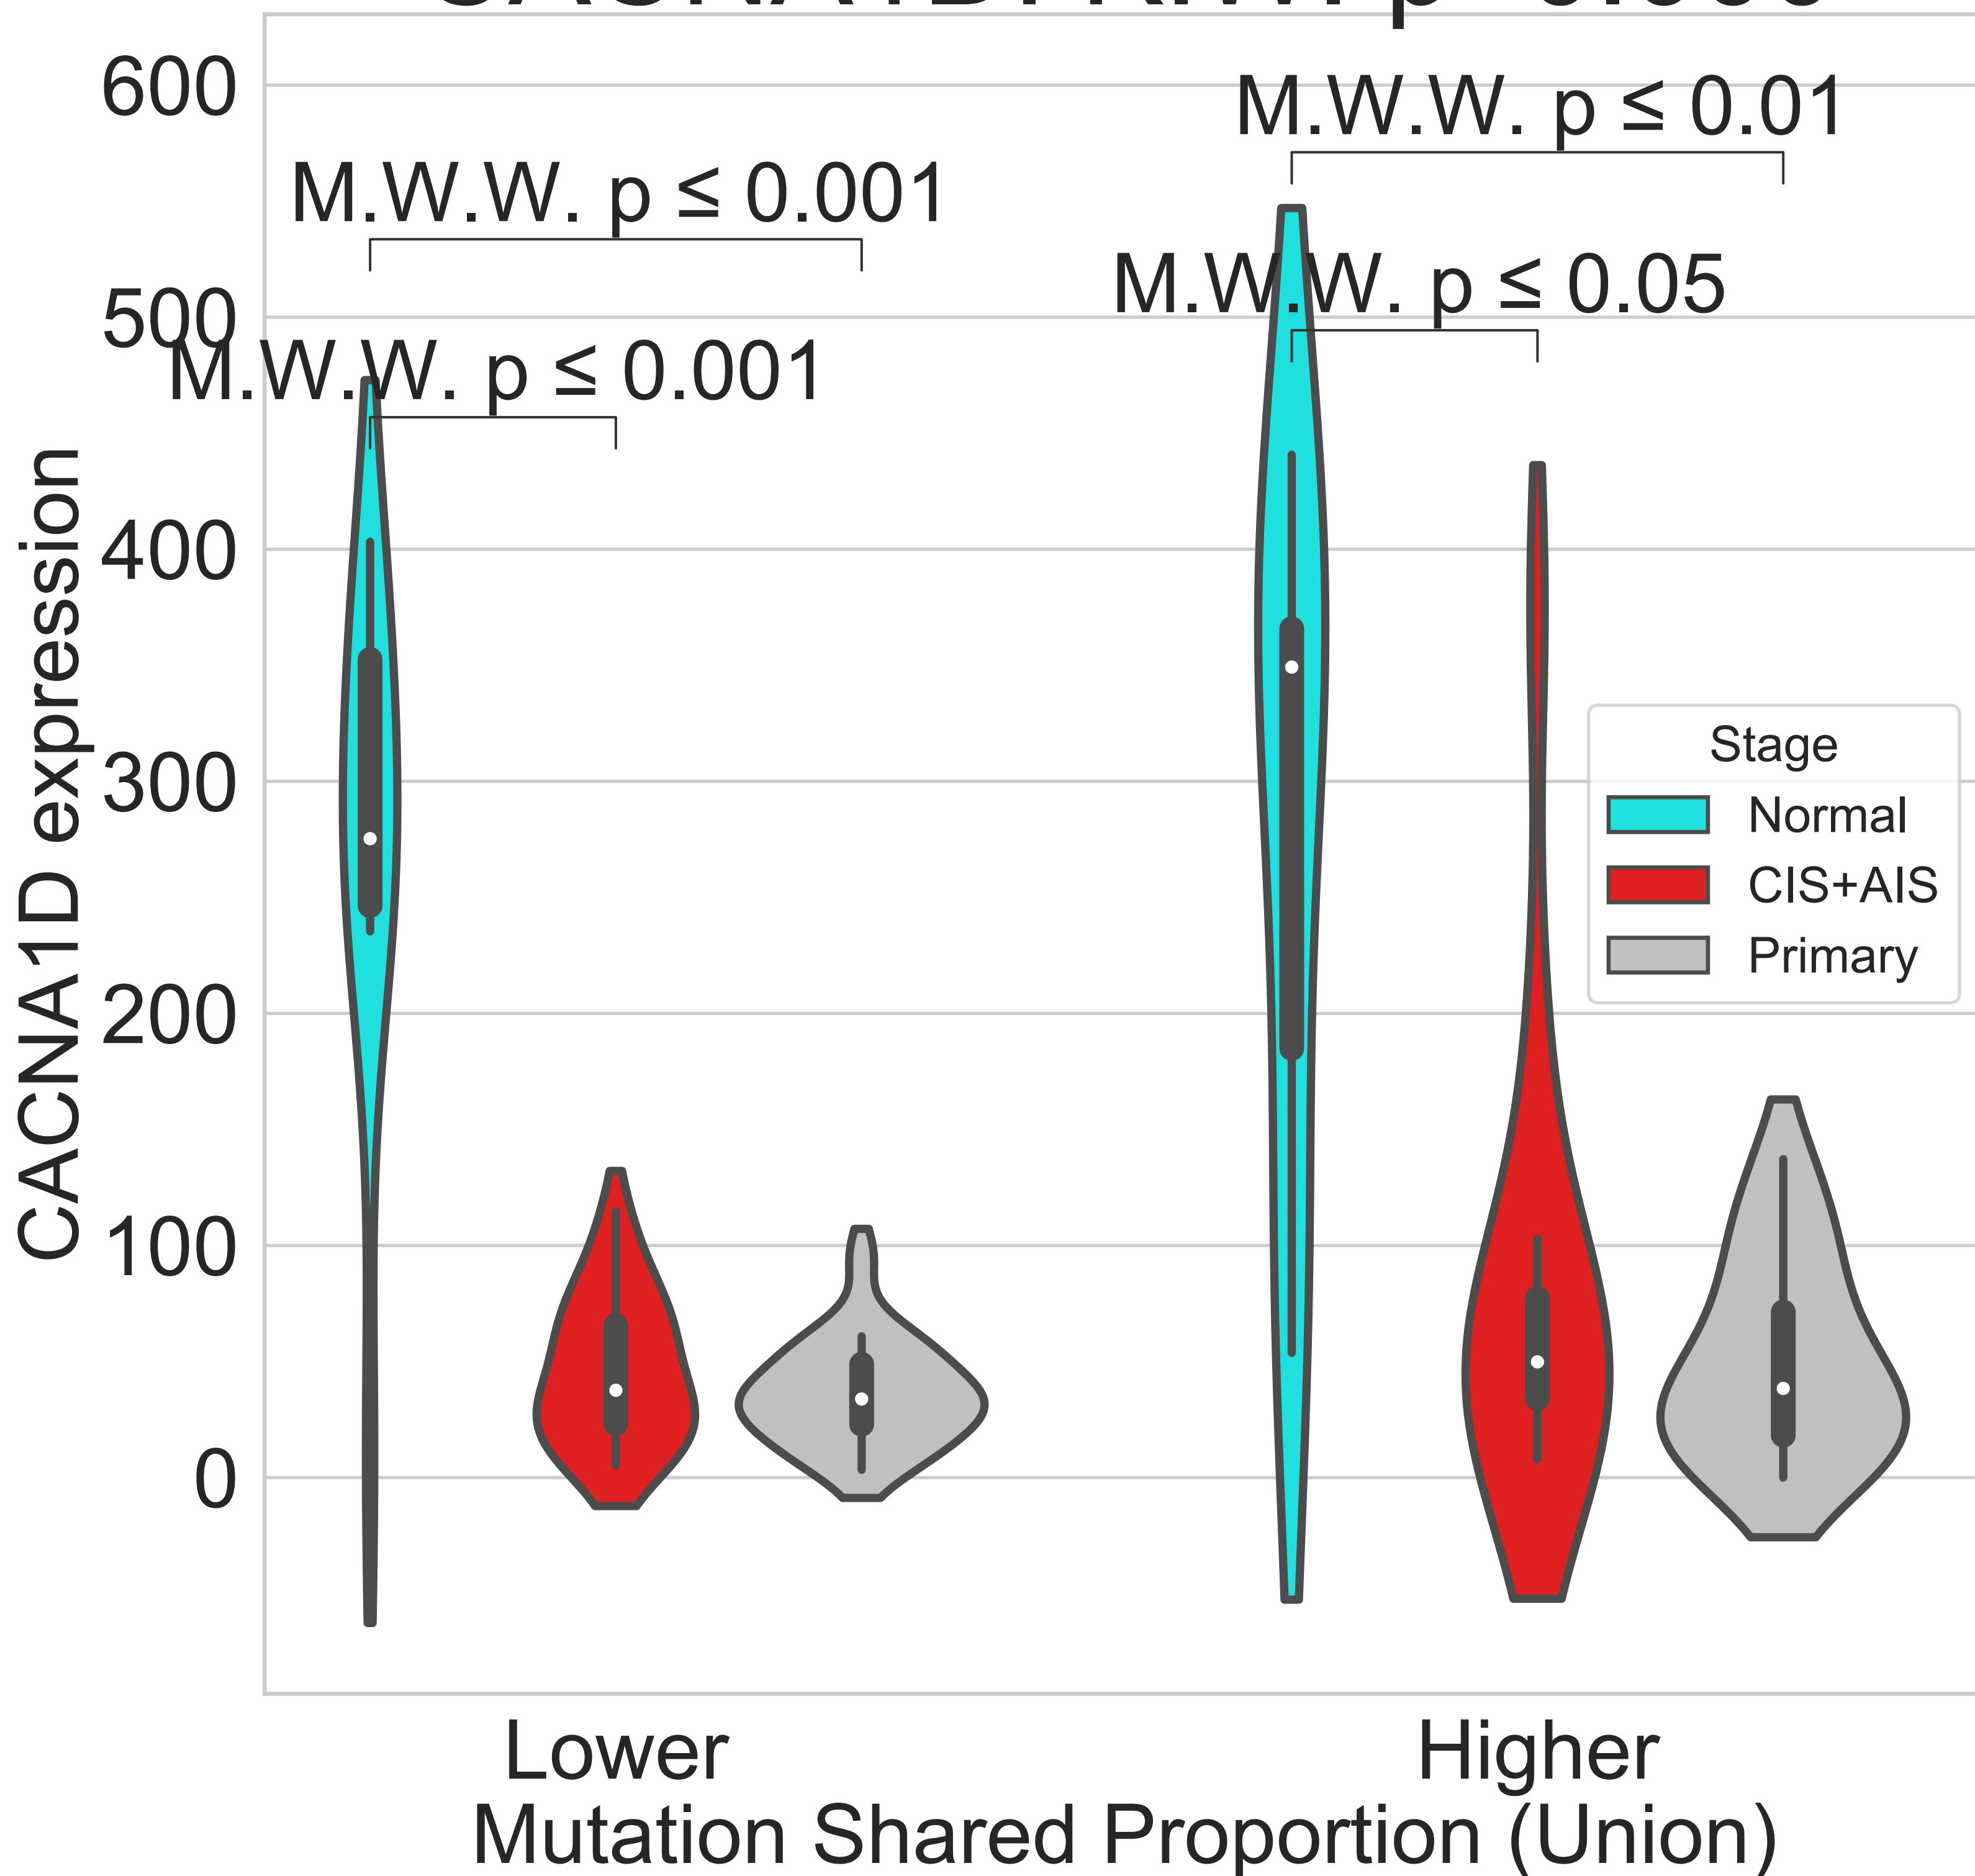 600
M.W.W. p ≤ 0.01
M.W.W. p ≤ 0.001
M.W.W. p ≤ 0.05
500
M.W.W. p ≤ 0.001
400
CACNA1D expression
300
Stage
Normal
CIS+AIS
Primary
200
100
0
Lower
Higher
Mutation Shared Proportion (Union)